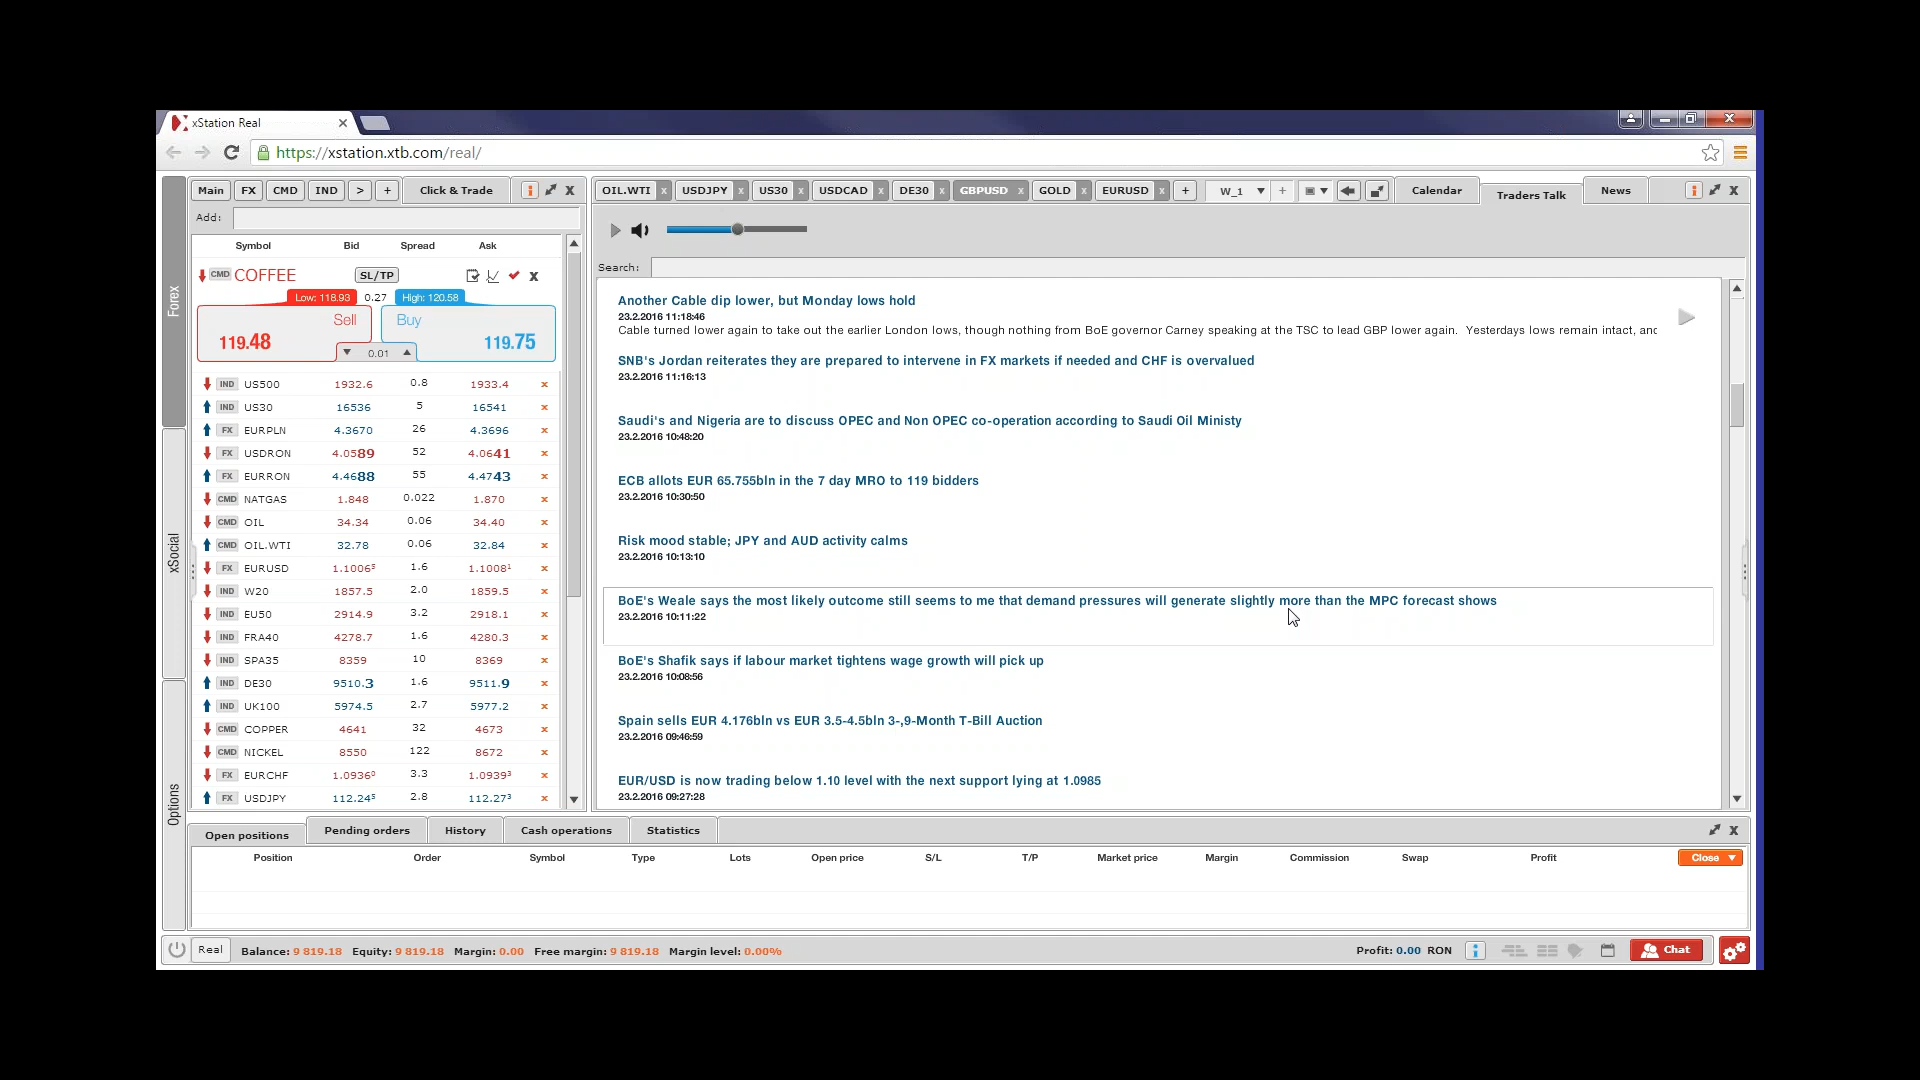 xStation Real
https://xstation.xtb.com/real/
Main FX CMD IND > + Click & Trade
OIL.WTI x USDJPY x US30 x USDCAD x DE30 x GBPUSD x GOLD x EURUSD x + W_1 + Calendar Traders Talk News
Add:
Symbol Bid Spread Ask
CMD COFFEE SL/TP
Low: 118.93 0.27 High: 120.58
Sell Buy
119.48 119.75
0.01
IND US500 1932.6 0.8 1933.4 x
IND US30 16536 5 16541 x
FX EURPLN 4.3670 26 4.3696 x
FX USDRON 4.0589 52 4.0641 x
FX EURRON 4.4688 55 4.4743 x
CMD NATGAS 1.848 0.022 1.870 x
CMD OIL 34.34 0.06 34.40 x
CMD OIL.WTI 32.78 0.06 32.84 x
FX EURUSD 1.1006⁵ 1.6 1.1008¹ x
IND W20 1857.5 2.0 1859.5 x
IND EU50 2914.9 3.2 2918.1 x
IND FRA40 4278.7 1.6 4280.3 x
IND SPA35 8359 10 8369 x
IND DE30 9510.3 1.6 9511.9 x
IND UK100 5974.5 2.7 5977.2 x
CMD COPPER 4641 32 4673 x
CMD NICKEL 8550 122 8672 x
FX EURCHF 1.0936⁰ 3.3 1.0939³ x
FX USDJPY 112.24⁵ 2.8 112.27³ x
Forex
xSocial
Options
Search:
Another Cable dip lower, but Monday lows hold
23.2.2016 11:18:46
Cable turned lower again to take out the earlier London lows, though nothing from BoE governor Carney speaking at the TSC to lead GBP lower again. Yesterdays lows remain intact, and
SNB's Jordan reiterates they are prepared to intervene in FX markets if needed and CHF is overvalued
23.2.2016 11:16:13
Saudi's and Nigeria are to discuss OPEC and Non OPEC co-operation according to Saudi Oil Ministy
23.2.2016 10:48:20
ECB allots EUR 65.755bln in the 7 day MRO to 119 bidders
23.2.2016 10:30:50
Risk mood stable; JPY and AUD activity calms
23.2.2016 10:13:10
BoE's Weale says the most likely outcome still seems to me that demand pressures will generate slightly more than the MPC forecast shows
23.2.2016 10:11:22
BoE's Shafik says if labour market tightens wage growth will pick up
23.2.2016 10:08:56
Spain sells EUR 4.176bln vs EUR 3.5-4.5bln 3-,9-Month T-Bill Auction
23.2.2016 09:46:59
EUR/USD is now trading below 1.10 level with the next support lying at 1.0985
23.2.2016 09:27:28
Open positions Pending orders History Cash operations Statistics
Position Order Symbol Type Lots Open price S/L T/P Market price Margin Commission Swap Profit Close
Real Balance: 9 819.18 Equity: 9 819.18 Margin: 0.00 Free margin: 9 819.18 Margin level: 0.00% Profit: 0.00 RON Chat